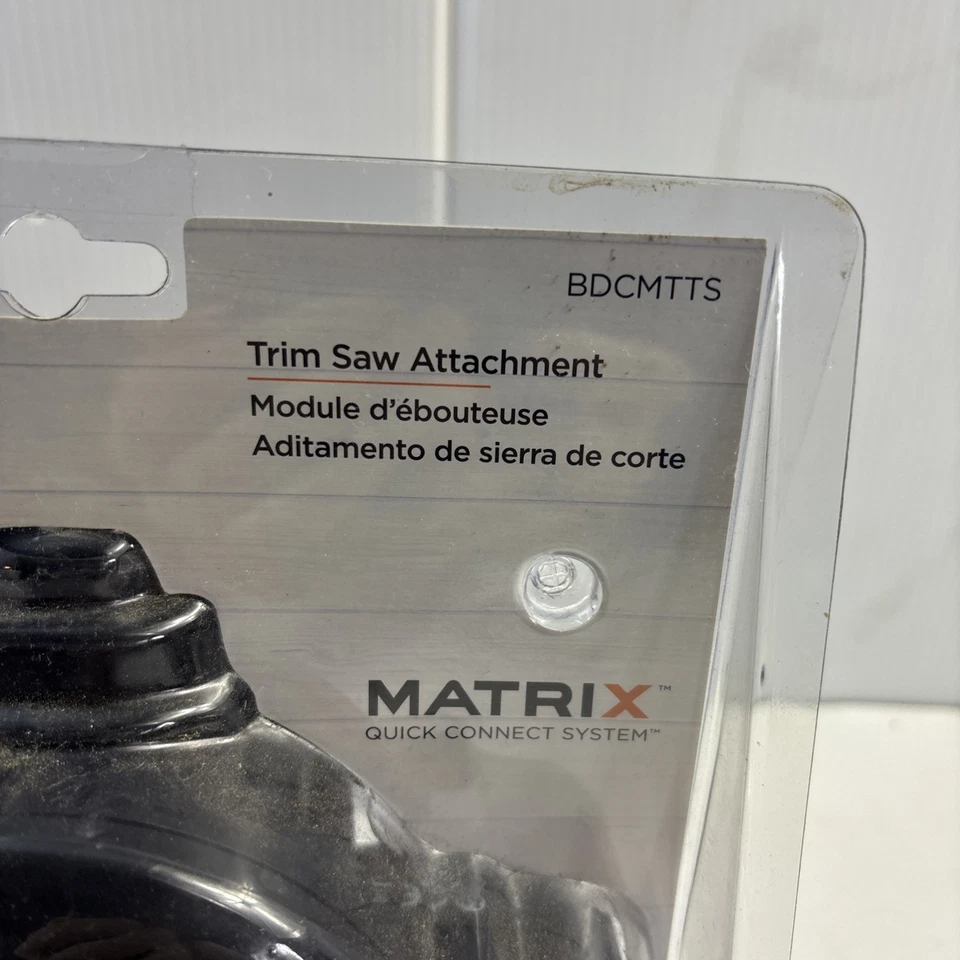 BDCMTTS
Trim Saw Attachment
Module d'ébouteuse
Aditamento de sierra de corte
MATRIX™
QUICK CONNECT SYSTEM™